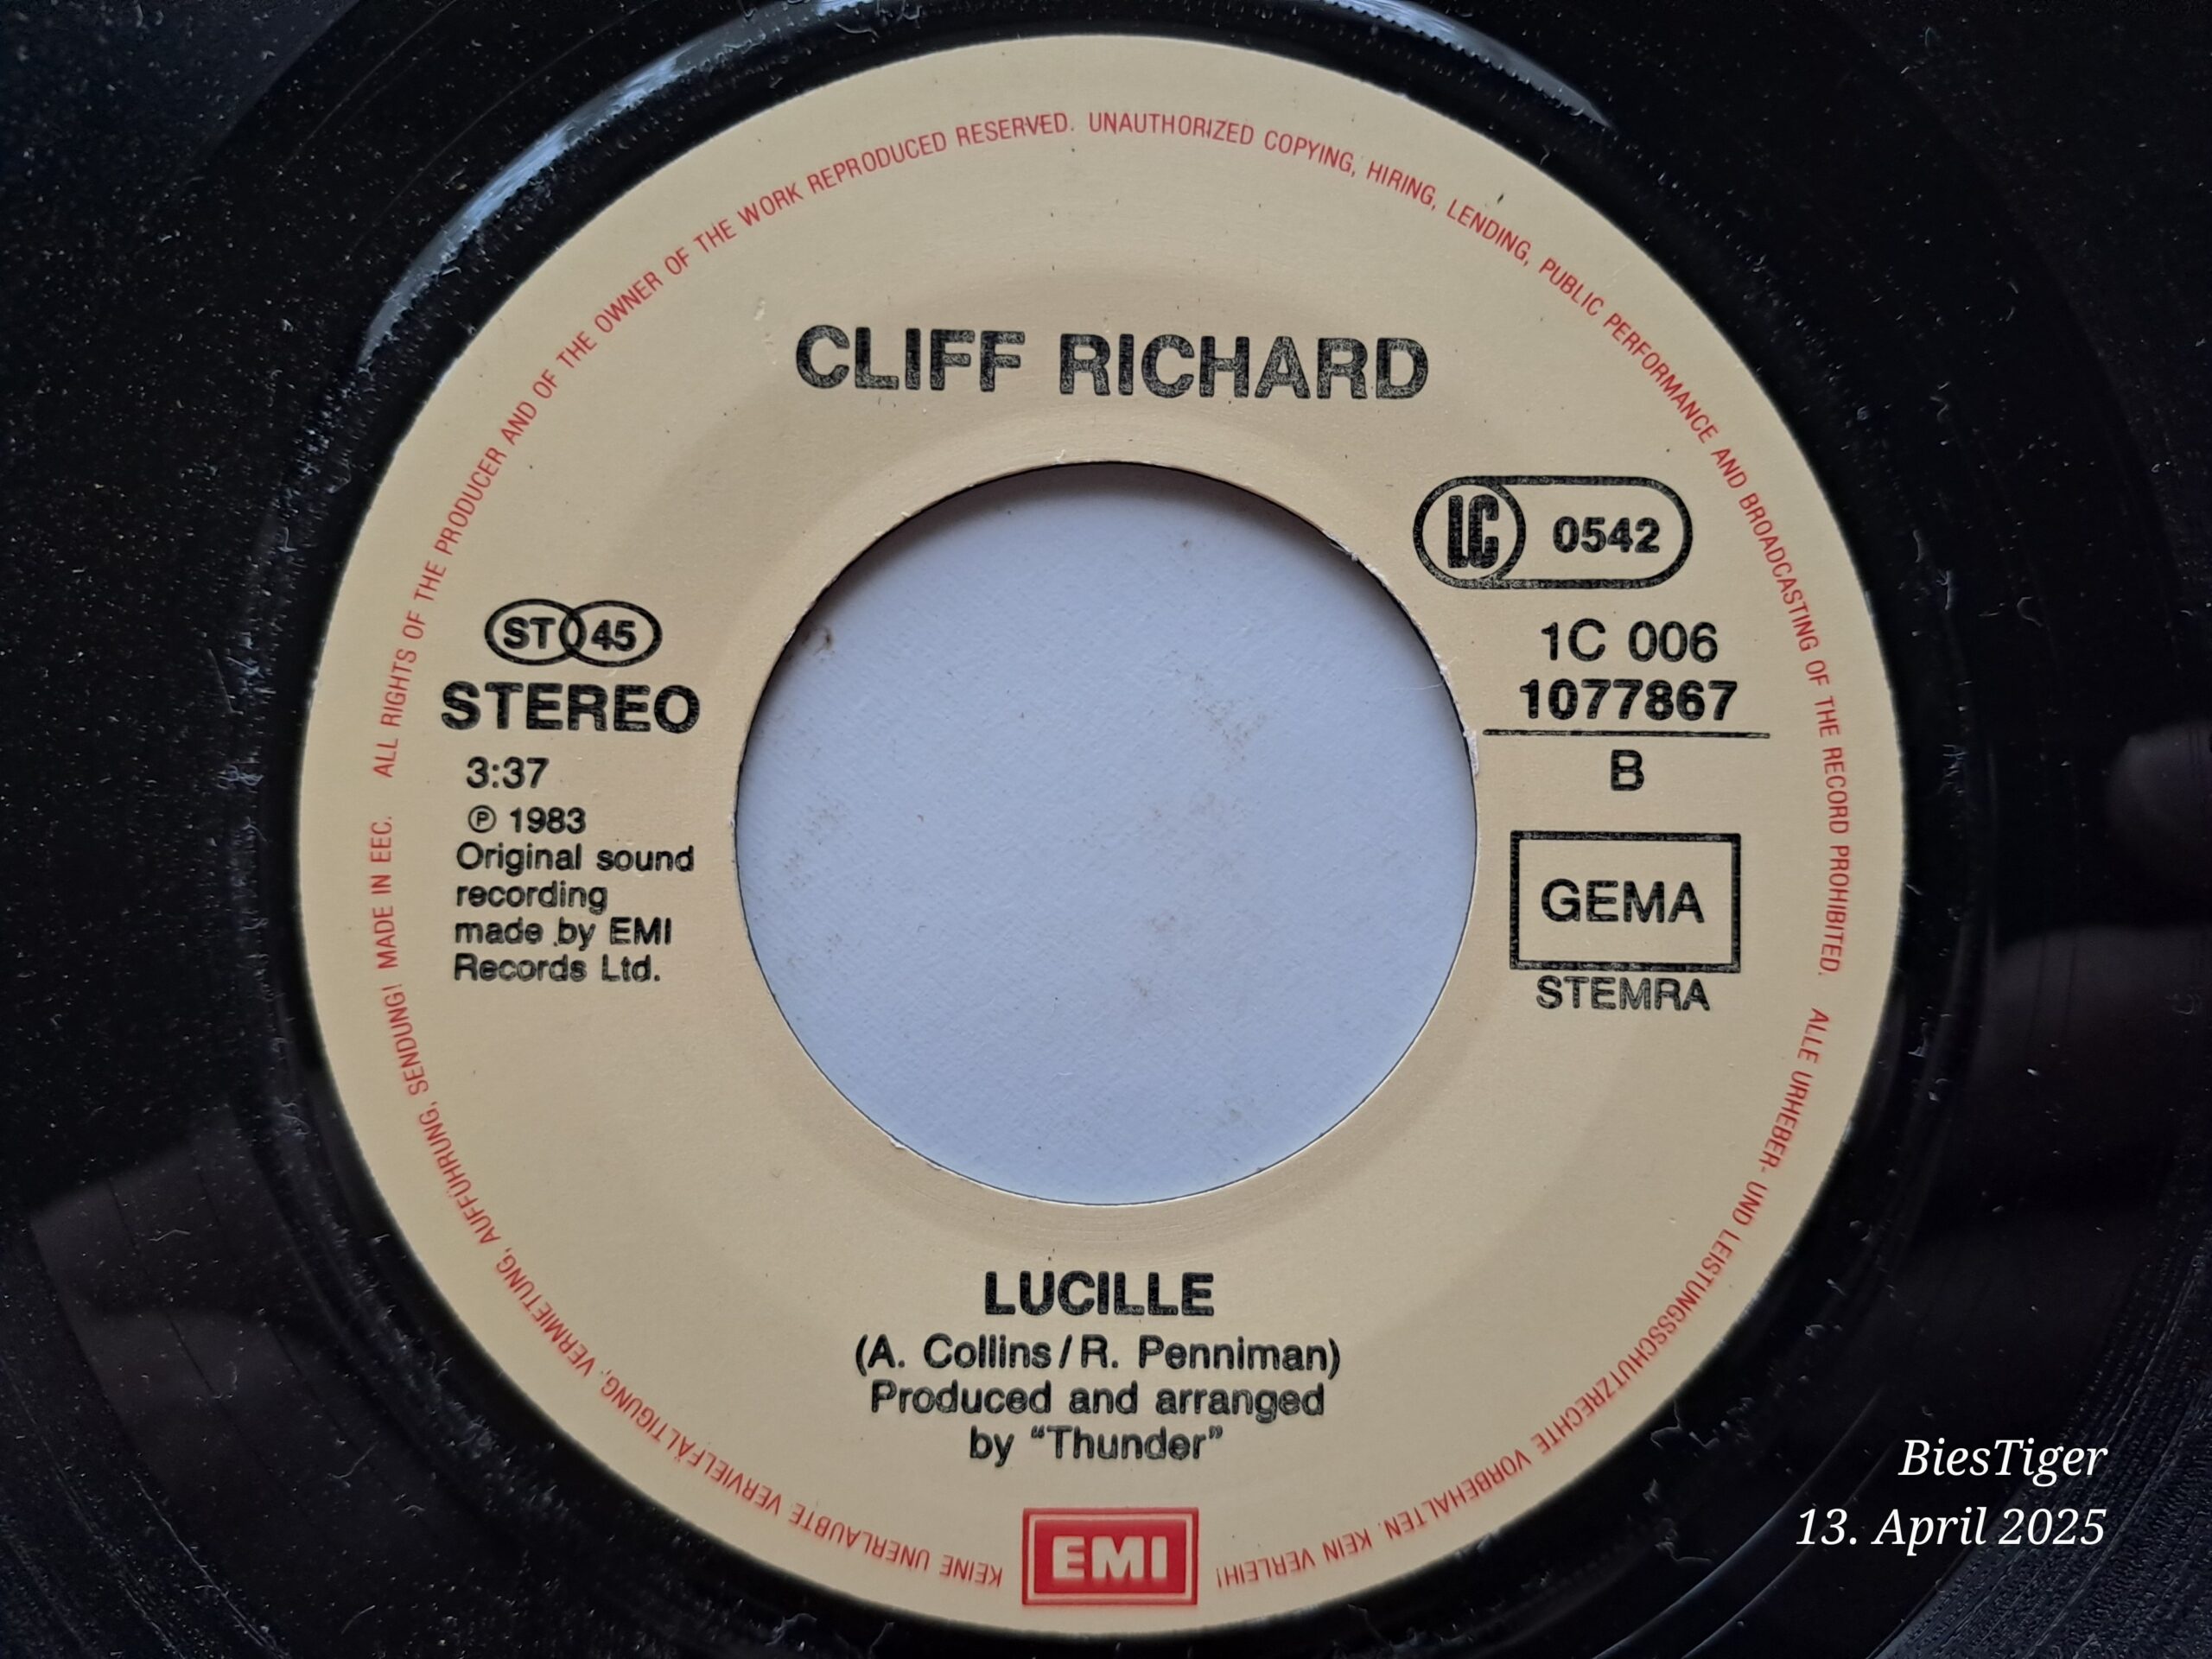 ALL RIGHTS OF THE PRODUCER AND OF THE OWNER OF THE WORK REPRODUCED RESERVED. UNAUTHORIZED COPYING, HIRING, LENDING, PUBLIC PERFORMANCE AND BROADCASTING OF THE RECORD PROHIBITED.
ALLE URHEBER- UND LEISTUNGSSCHUTZRECHTE VORBEHALTEN. KEIN VERLEIH!
KEINE UNERLAUBTE VERVIELFÄLTIGUNG, VERMIETUNG, AUFFÜHRUNG, SENDUNG! MADE IN EEC.
CLIFF RICHARD
LC 0542
ST 45
STEREO
3:37
℗ 1983
Original sound
recording
made by EMI
Records Ltd.
1C 006
1077867
B
GEMA
STEMRA
LUCILLE
(A. Collins/R. Penniman)
Produced and arranged
by “Thunder”
EMI
BiesTiger
13. April 2025